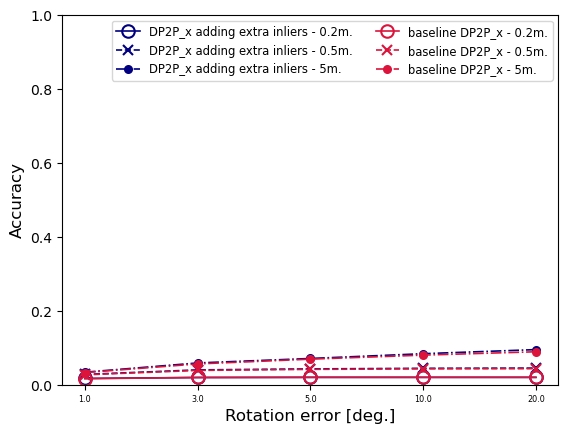 DP2P_x adding extra inliers - 0.2m.
DP2P_x adding extra inliers - 0.5m.
DP2P_x adding extra inliers - 5m.
baseline DP2P_x - 0.2m.
baseline DP2P_x - 0.5m.
baseline DP2P_x - 5m.
1.0
0.8
0.6
0.4
0.2
0.0
Accuracy
1.0 3.0 5.0 10.0 20.0
Rotation error [deg.]